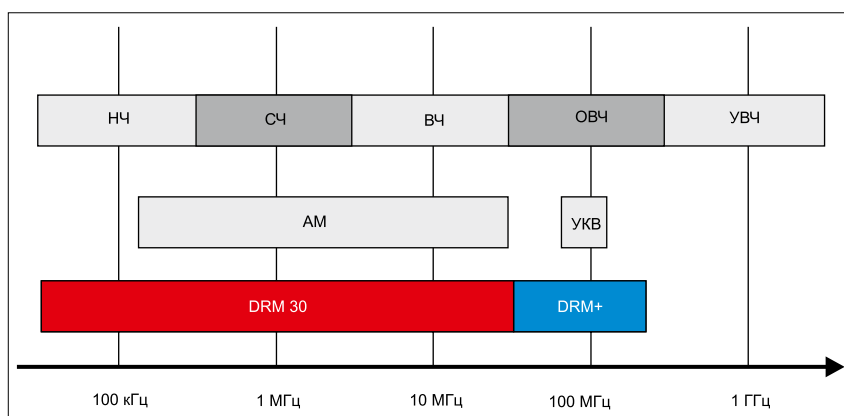 НЧ СЧ ВЧ ОВЧ УВЧ
АМ УКВ
DRM 30 DRM+
100 кГц 1 МГц 10 МГц 100 МГц 1 ГГц